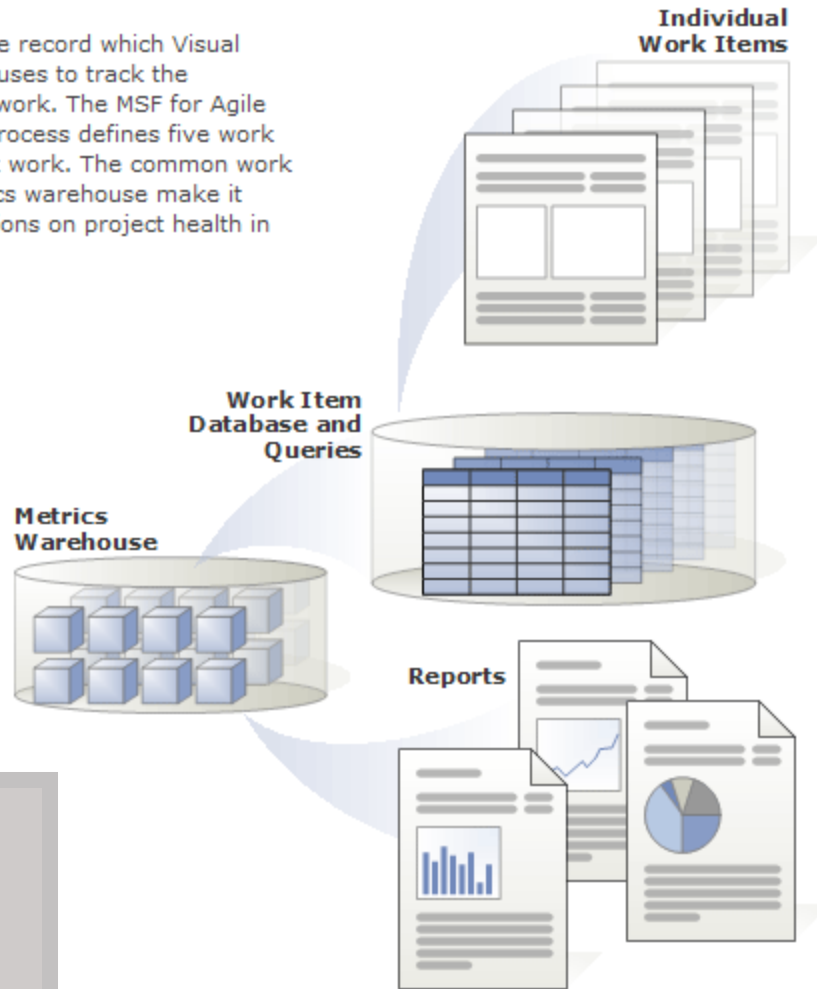 Individual
Work Items
e record which Visual
uses to track the
work. The MSF for Agile
rocess defines five work
t work. The common work
cs warehouse make it
ons on project health in
Work Item
Database and
Queries
Metrics
Warehouse
Reports